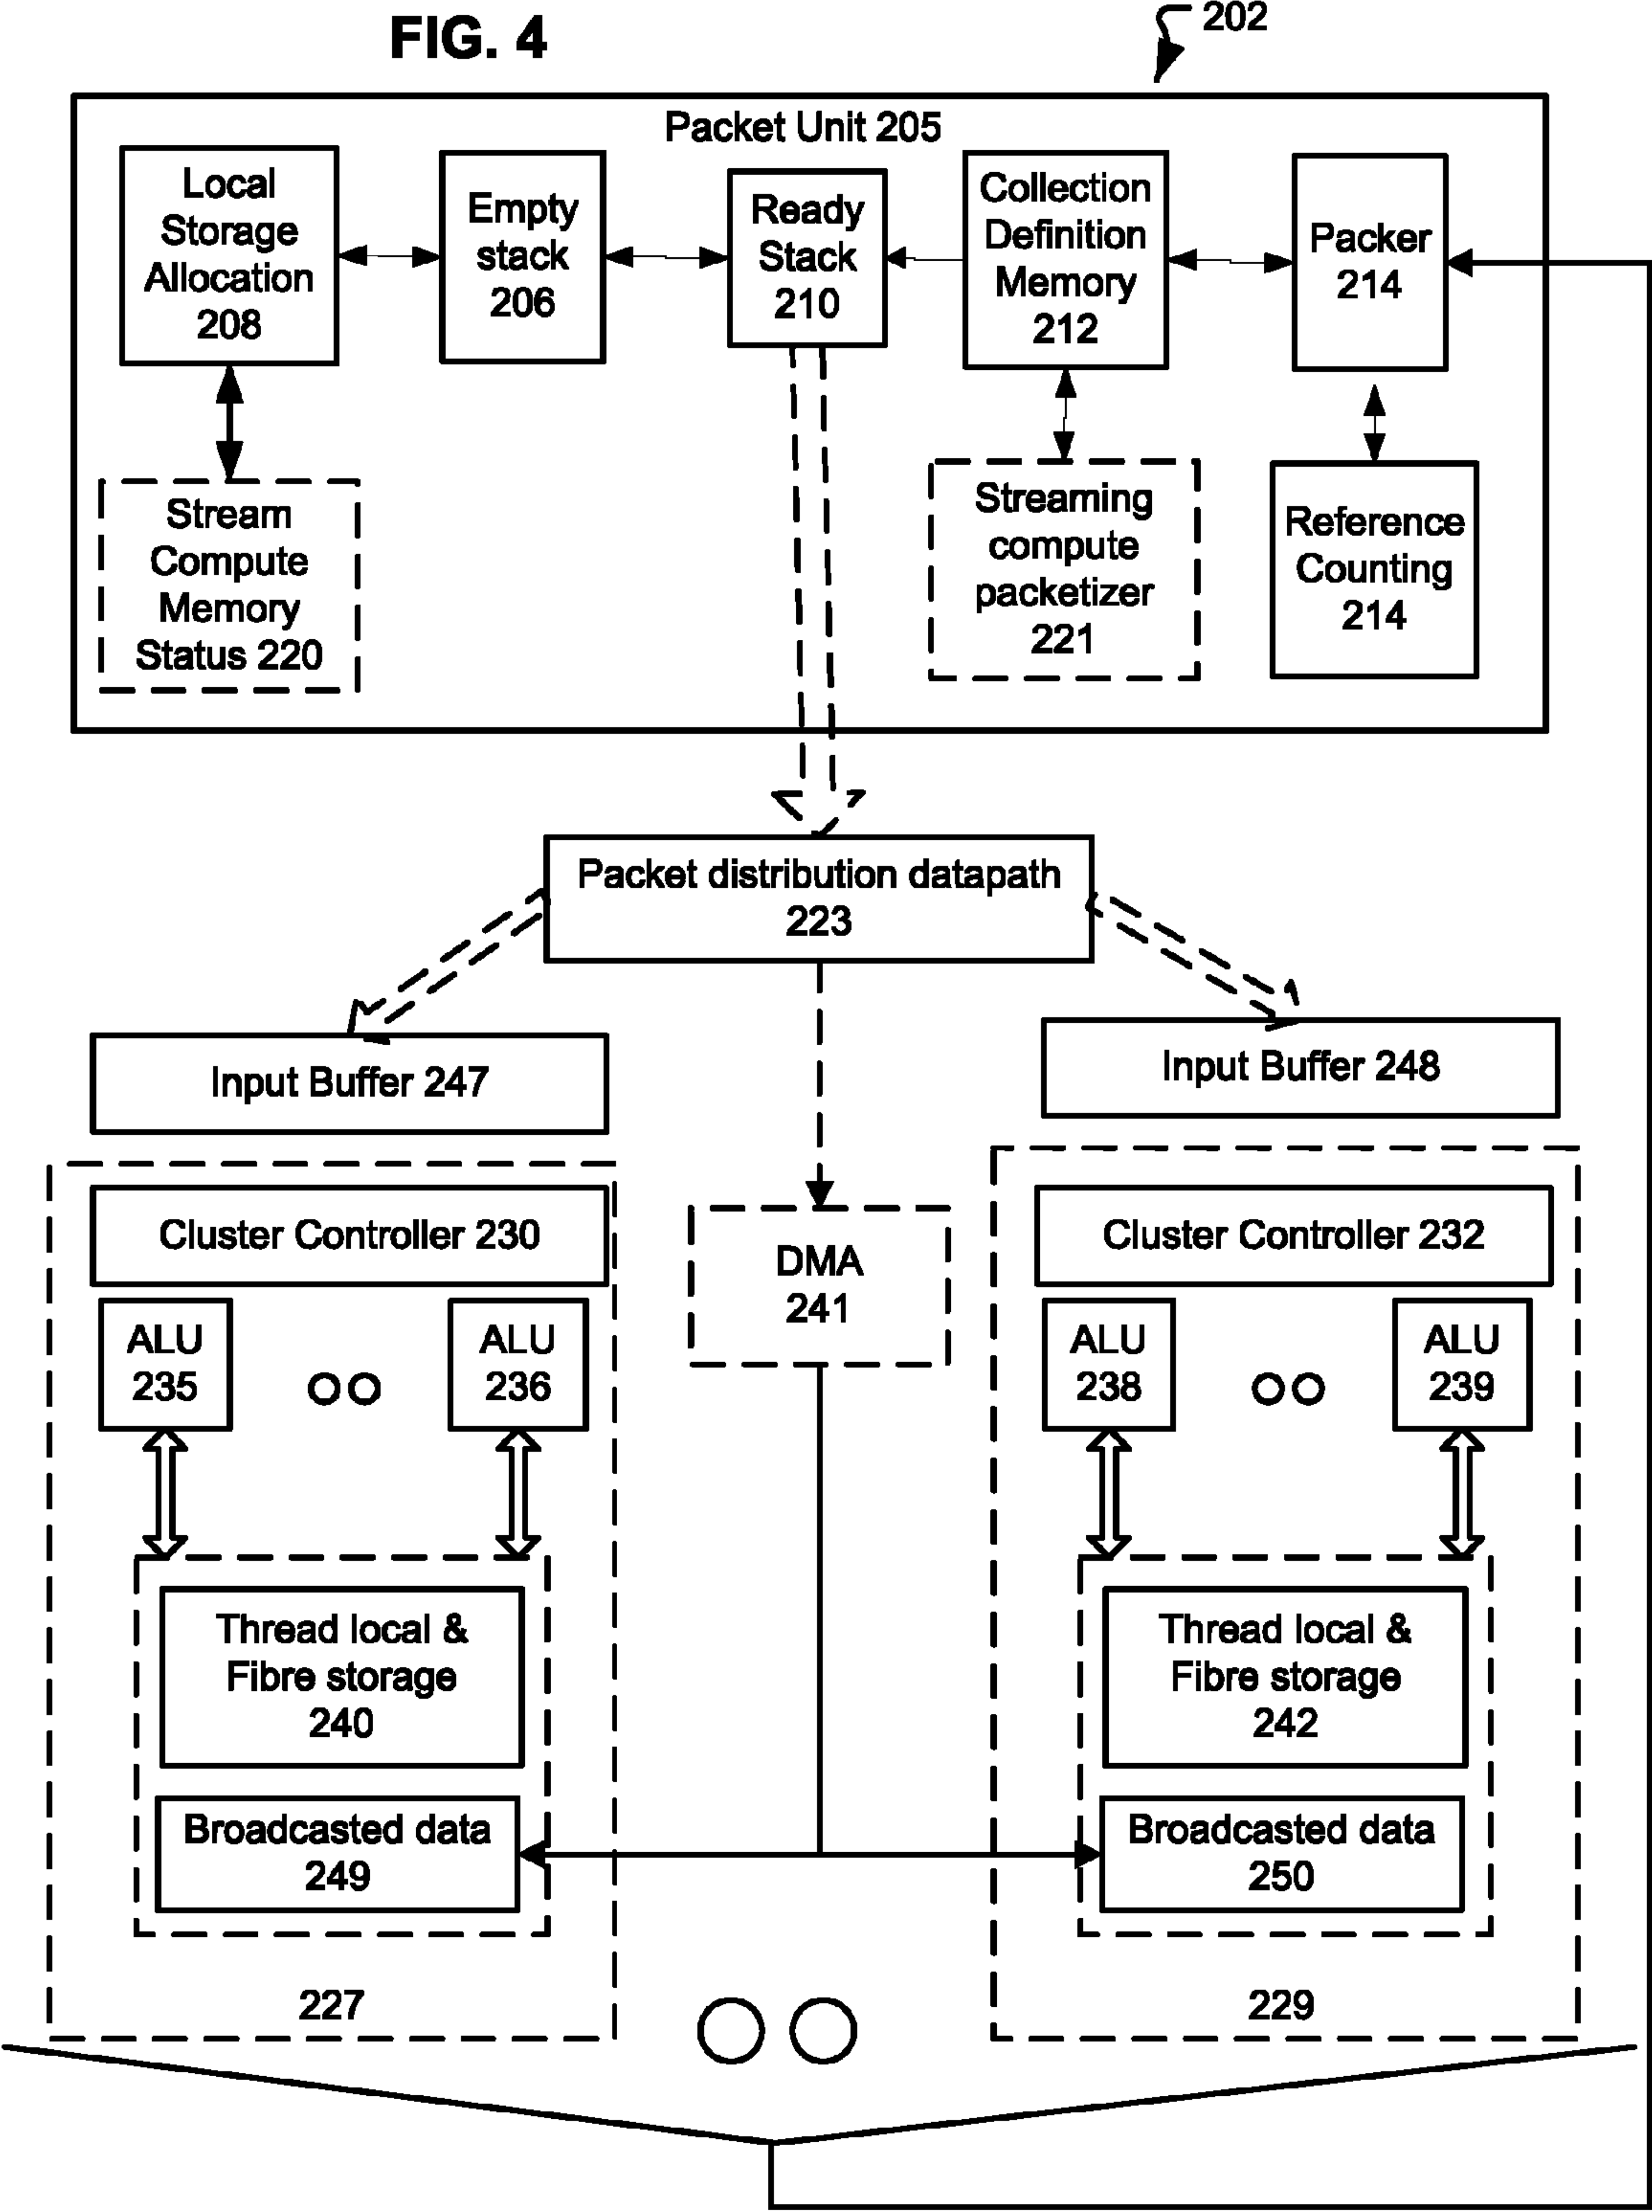 FIG. 4
202
Packet Unit 205
Local
Storage
Allocation
208
Empty
stack
206
Ready
Stack
210
Collection
Definition
Memory
212
Packer
214
Stream
Compute
Memory
Status 220
Streaming
compute
packetizer
221
Reference
Counting
214
Packet distribution datapath
223
Input Buffer 247
Input Buffer 248
Cluster Controller 230
DMA
241
Cluster Controller 232
ALU
235
ALU
236
ALU
238
ALU
239
Thread local &
Fibre storage
240
Thread local &
Fibre storage
242
Broadcasted data
249
Broadcasted data
250
227
229